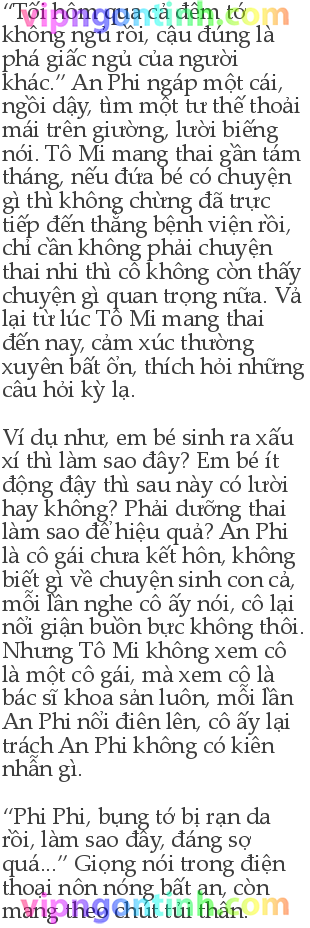 “Tối hôm qua cả đêm tớ
không ngủ rồi, cậu đúng là
phá giấc ngủ của người
khác.” An Phi ngáp một cái,
ngồi dậy, tìm một tư thế thoải
mái trên giường, lười biếng
nói. Tô Mi mang thai gần tám
tháng, nếu đứa bé có chuyện
gì thì không chừng đã trực
tiếp đến thẳng bệnh viện rồi,
chỉ cần không phải chuyện
thai nhi thì cô không còn thấy
chuyện gì quan trọng nữa. Vả
lại từ lúc Tô Mi mang thai
đến nay, cảm xúc thường
xuyên bất ổn, thích hỏi những
câu hỏi kỳ lạ.
Ví dụ như, em bé sinh ra xấu
xí thì làm sao đây? Em bé ít
động đậy thì sau này có lười
hay không? Phải dưỡng thai
làm sao để hiệu quả? An Phi
là cô gái chưa kết hôn, không
biết gì về chuyện sinh con cả,
mỗi lần nghe cô ấy nói, cô lại
nổi giận buồn bực không thôi.
Nhưng Tô Mi không xem cô
là một cô gái, mà xem cô là
bác sĩ khoa sản luôn, mỗi lần
An Phi nổi điên lên, cô ấy lại
trách An Phi không có kiên
nhẫn gì.
“Phi Phi, bụng tớ bị rạn da
rồi, làm sao đây, đáng sợ
quá...” Giọng nói trong điện
thoại nôn nóng bất an, còn
mang theo chút tủi thân.
vipngontinh.com
vipngontinh.com